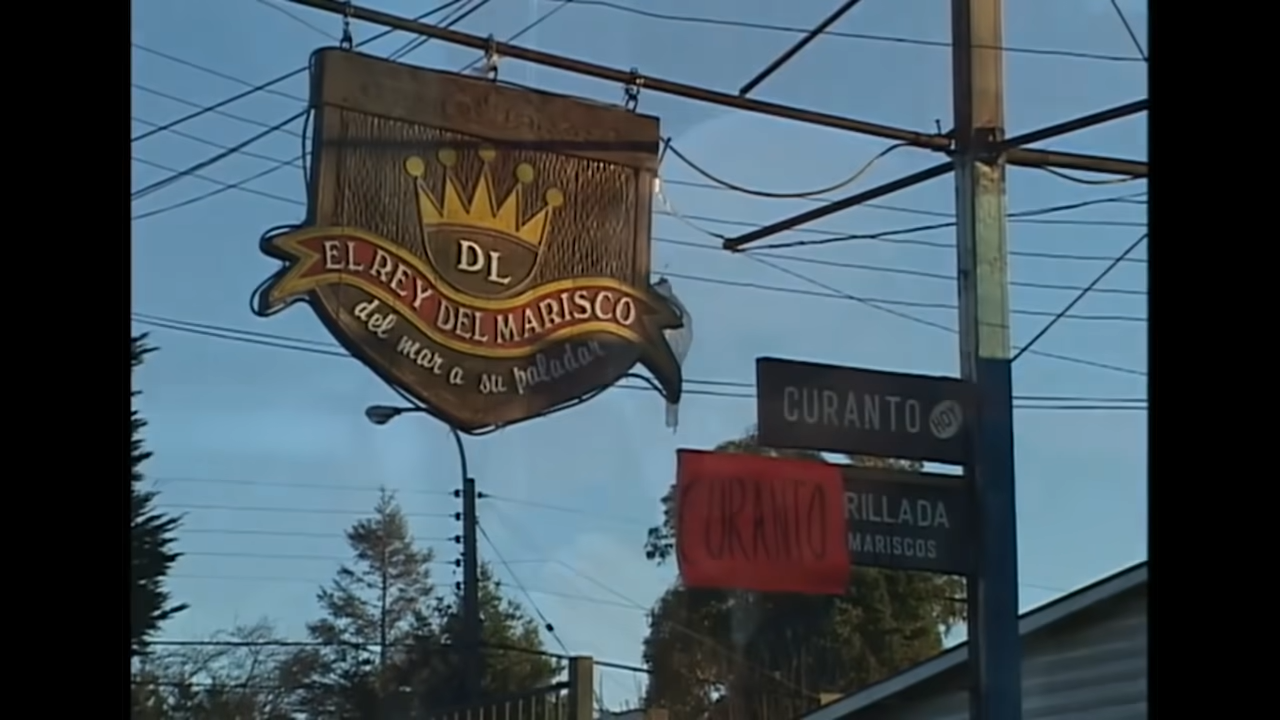 DL
EL REY DEL MARISCO
del mar a su paladar
CURANTO HOY
CURANTO
RILLADA
MARISCOS